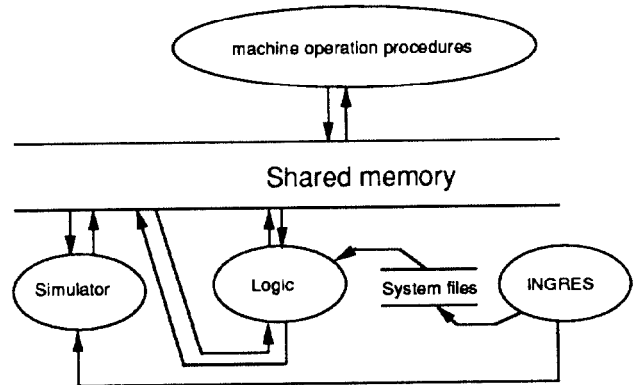 machine operation procedures
Shared memory
Simulator
Logic
System files
INGRES